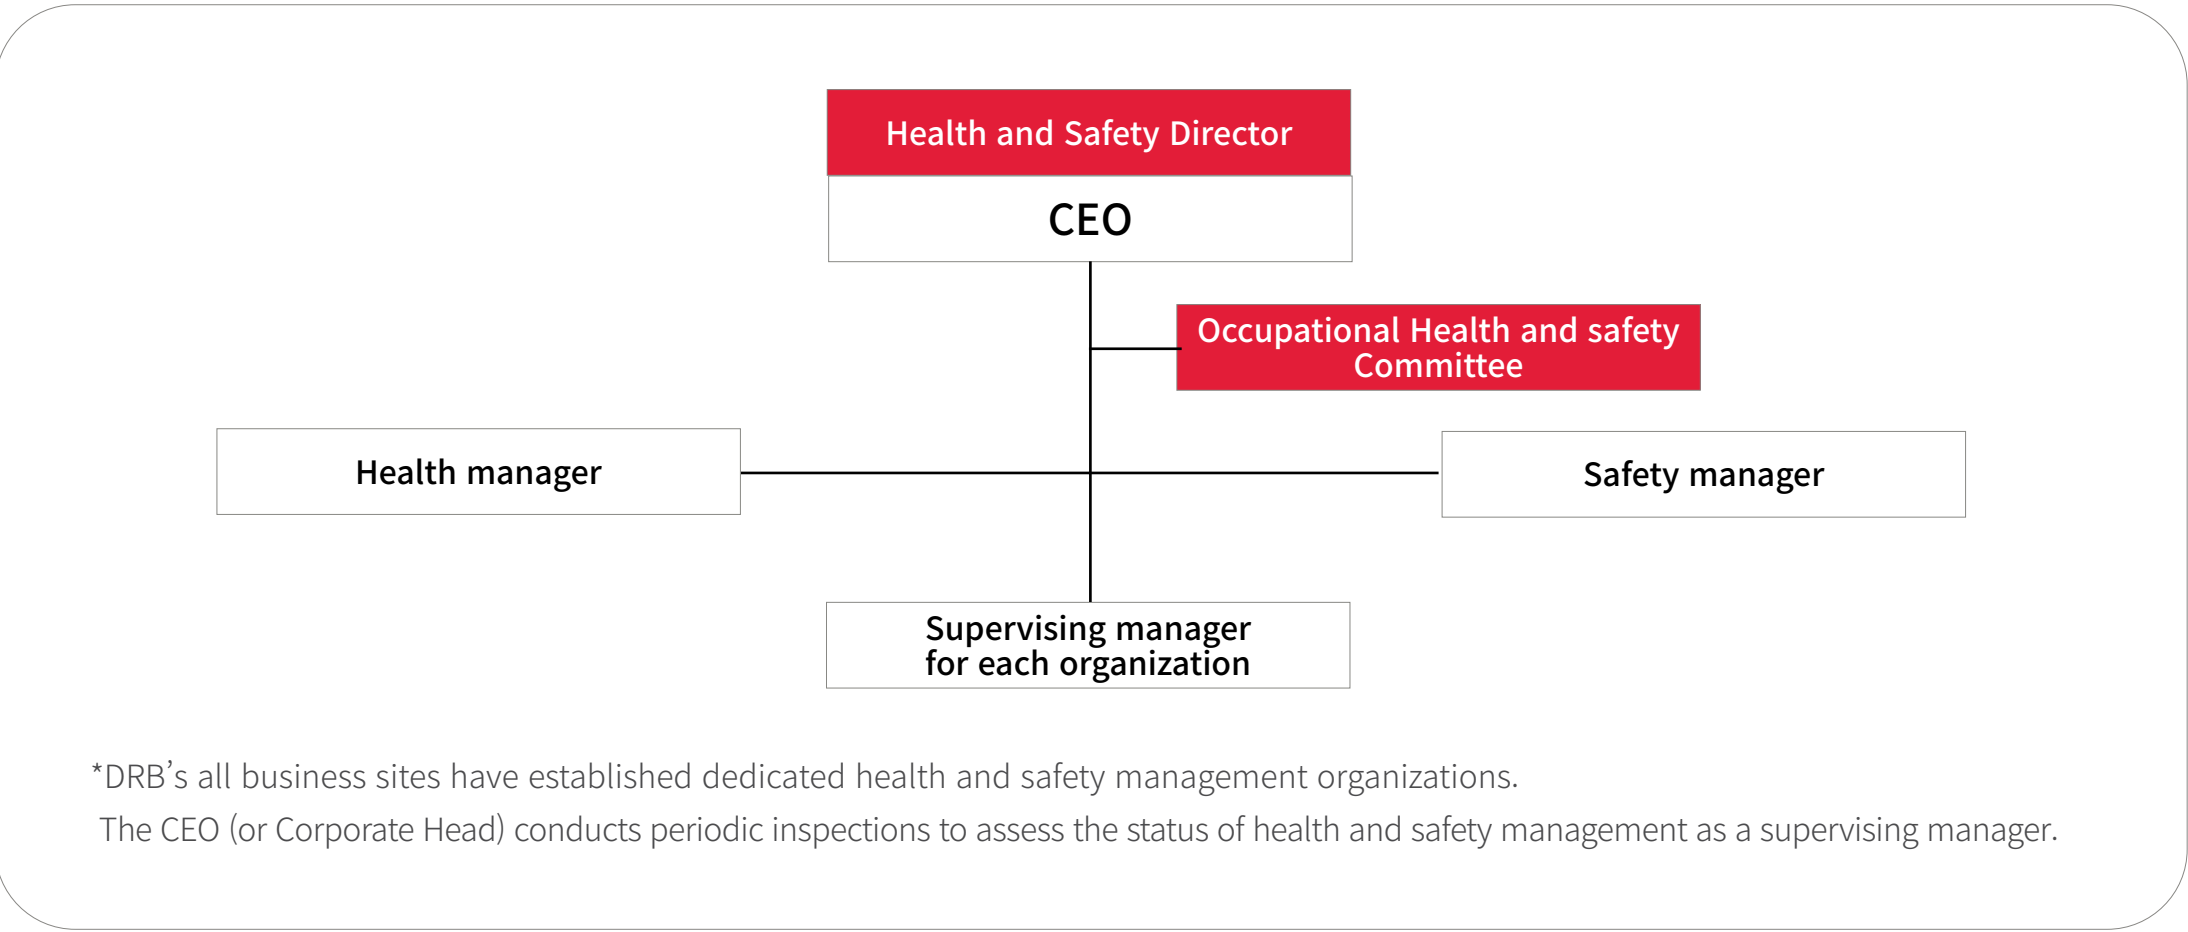 Health and Safety Director
CEO
Occupational Health and safety
Committee
Health manager
Safety manager
Supervising manager
for each organization
*DRB’s all business sites have established dedicated health and safety management organizations.
The CEO (or Corporate Head) conducts periodic inspections to assess the status of health and safety management as a supervising manager.